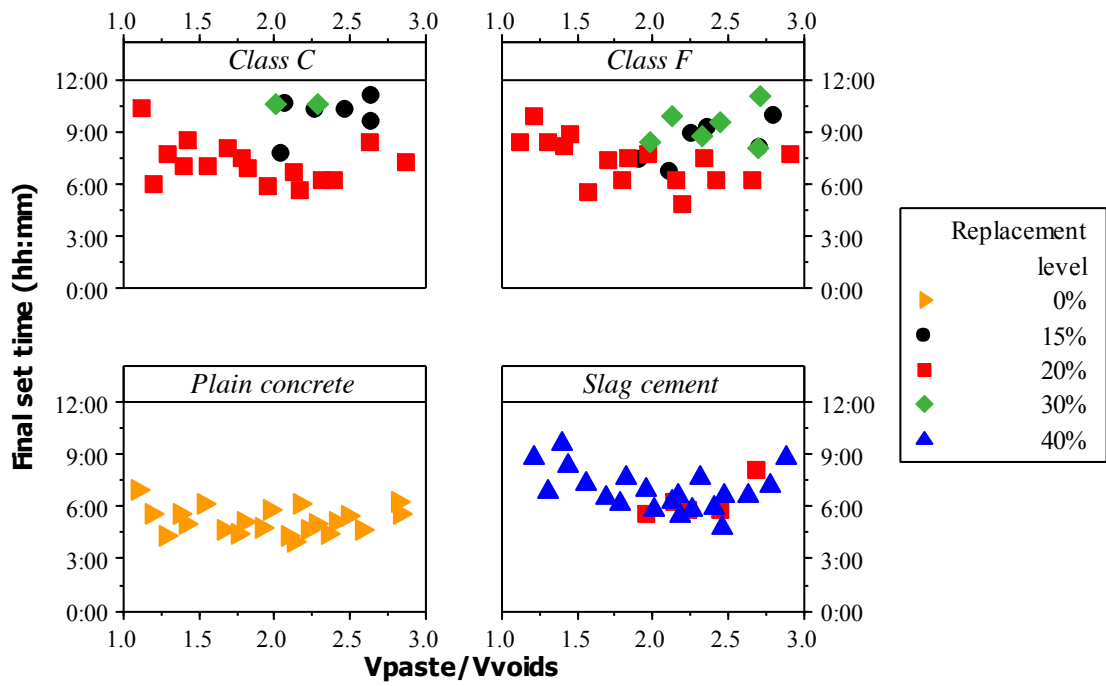 1.0 1.5 2.0 2.5 3.0 1.0 1.5 2.0 2.5 3.0
Class C
Class F
12:00
9:00
6:00
3:00
0:00
12:00
9:00
6:00
3:00
0:00
Final set time (hh:mm)
Plain concrete
Slag cement
12:00
9:00
6:00
3:00
0:00
12:00
9:00
6:00
3:00
0:00
1.0 1.5 2.0 2.5 3.0 1.0 1.5 2.0 2.5 3.0
Vpaste/Vvoids
Replacement
level
0%
15%
20%
30%
40%